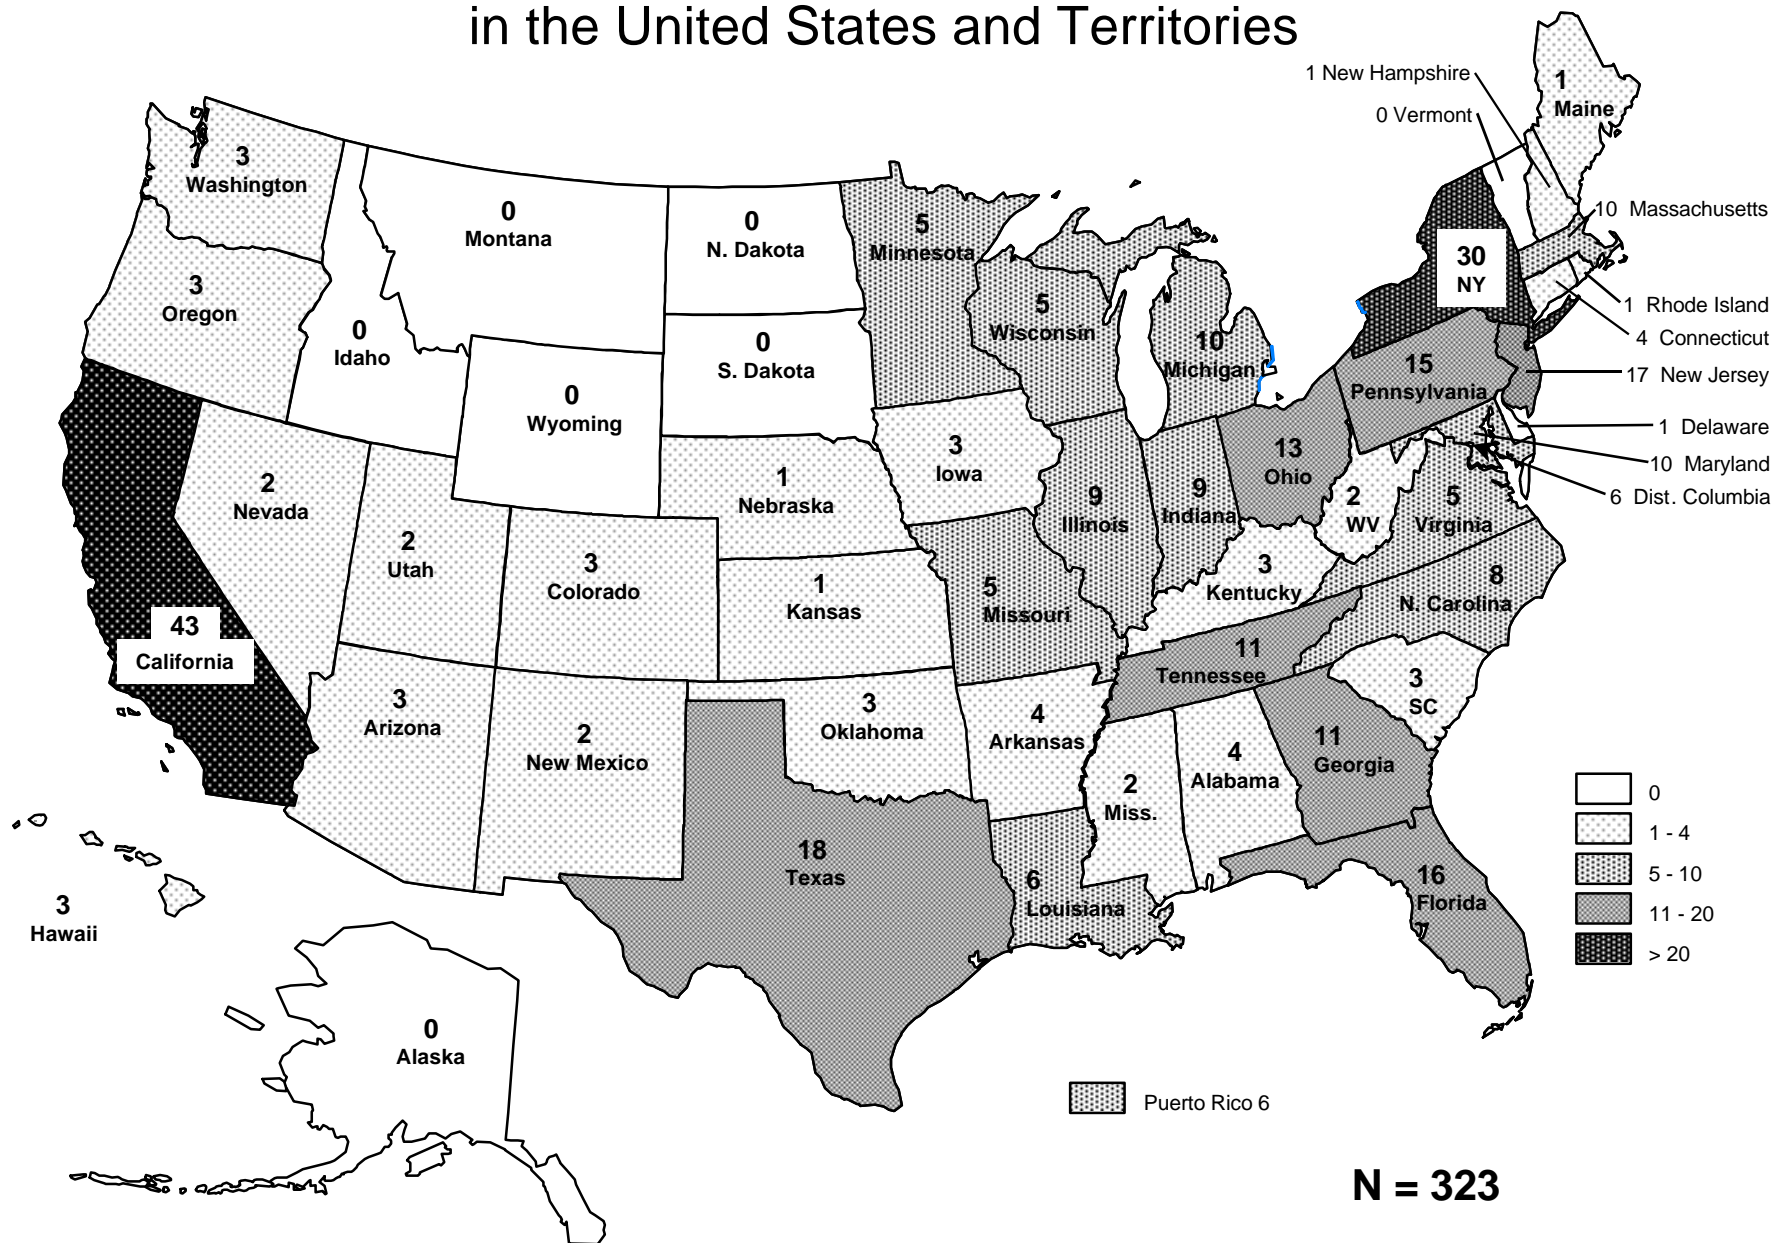 in the United States and Territories
1 New Hampshire
0 Vermont
1
Maine
3
Washington
0
Montana
0
N. Dakota
5
Minnesota
10 Massachusetts
30
NY
3
Oregon
0
Idaho
0
S. Dakota
5
Wisconsin
10
Michigan
1 Rhode Island
4 Connecticut
15
Pennsylvania
17 New Jersey
0
Wyoming
1 Delaware
3
Iowa
13
Ohio
10 Maryland
6 Dist. Columbia
2
Nevada
1
Nebraska
9
Illinois
9
Indiana
2
WV
5
Virginia
2
Utah
3
Colorado
1
Kansas
5
Missouri
3
Kentucky
8
N. Carolina
43
California
11
Tennessee
3
Arizona
2
New Mexico
3
Oklahoma
4
Arkansas
3
SC
2
Miss.
4
Alabama
11
Georgia
0
1 - 4
5 - 10
11 - 20
> 20
18
Texas
6
Louisiana
16
Florida
3
Hawaii
0
Alaska
Puerto Rico 6
N = 323